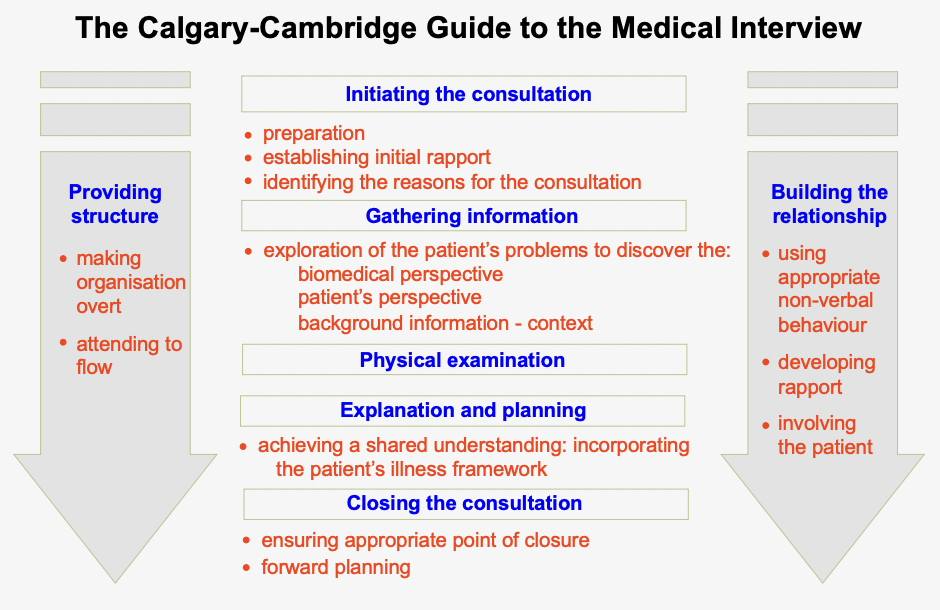 The Calgary-Cambridge Guide to the Medical Interview
Providing
structure
• making
organisation
overt
• attending to
flow
Initiating the consultation
• preparation
• establishing initial rapport
• identifying the reasons for the consultation
Gathering information
• exploration of the patient's problems to discover the:
biomedical perspective
patient's perspective
background information - context
Physical examination
Explanation and planning
• achieving a shared understanding: incorporating
the patient's illness framework
Closing the consultation
• ensuring appropriate point of closure
• forward planning
Building the
relationship
• using
appropriate
non-verbal
behaviour
• developing
rapport
• involving
the patient